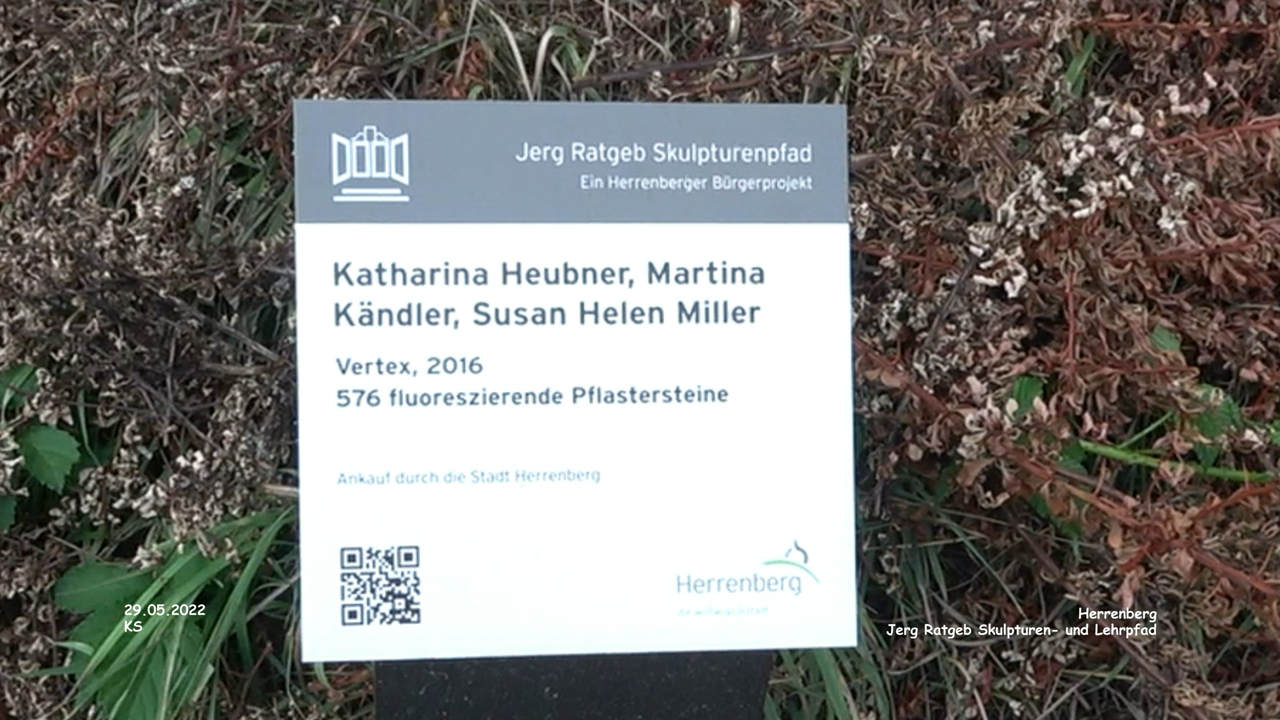 Jerg Ratgeb Skulpturenpfad
Ein Herrenberger Bürgerprojekt
Katharina Heubner, Martina
Kändler, Susan Helen Miller
Vertex, 2016
576 fluoreszierende Pflastersteine
Ankauf durch die Stadt Herrenberg
Herrenberg
29.05.2022
KS
Herrenberg
Jerg Ratgeb Skulpturen- und Lehrpfad